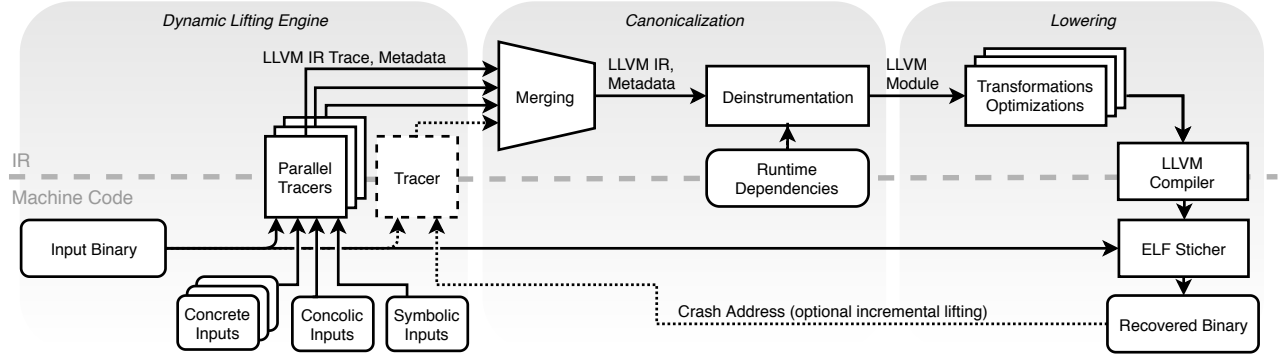 Dynamic Lifting Engine
Canonicalization
Lowering
LLVM IR Trace, Metadata
Merging
LLVM IR,
Metadata
Deinstrumentation
LLVM
Module
Transformations
Optimizations
IR
Machine Code
Parallel
Tracers
Tracer
Runtime
Dependencies
LLVM
Compiler
Input Binary
ELF Sticher
Concrete
Inputs
Concolic
Inputs
Symbolic
Inputs
Crash Address (optional incremental lifting)
Recovered Binary